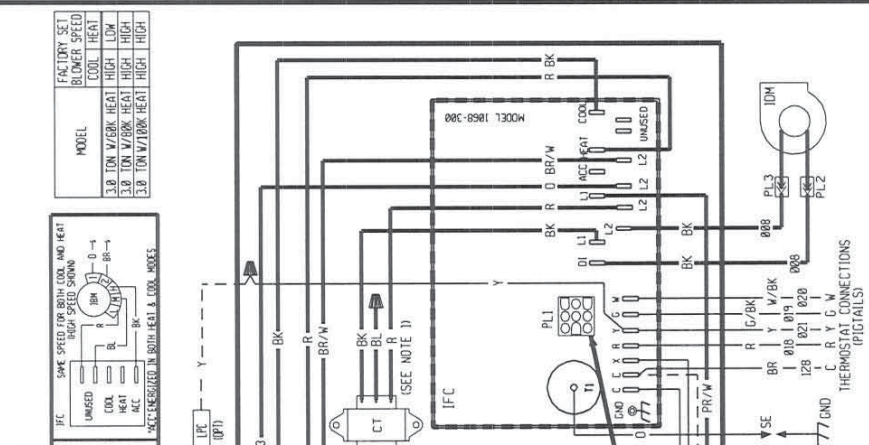 FACTORY SET
BLOWER SPEED
MODEL
COOL
HEAT
3.0 TON W/60K HEAT
HIGH
LOW
3.0 TON W/80K HEAT
HIGH
HIGH
3.0 TON W/100K HEAT
HIGH
HIGH
SAME SPEED FOR BOTH COOL AND HEAT
(HIGH SPEED SHOWN)
IFC
IBM
O
BR
R
BL
BK
1
2
H
M
L
UNUSED
COOL
HEAT
ACC
"ACC" ENERGIZED IN BOTH HEAT & COOL MODES
LPC
(OPT)
Y
BK
R
BR/W
BK
R
MODEL 1068-300
COOL
UNUSED
HEAT
ACC
BR/W
L2
O
L2
L1
R
L2
BK
L1
L2
DI
BK
BK
008
008
IDM
PL3
PL2
BK
BL
R
(SEE NOTE 1)
CT
IFC
PL1
T1
Y
W
G
Y
R
X
C
C
GND
W/BK
G/BK
Y
R
BR
020
019
021
018
128
W
G
Y
R
C
THERMOSTAT CONNECTIONS
(PIGTAILS)
PR/W
SE
GND
O
3